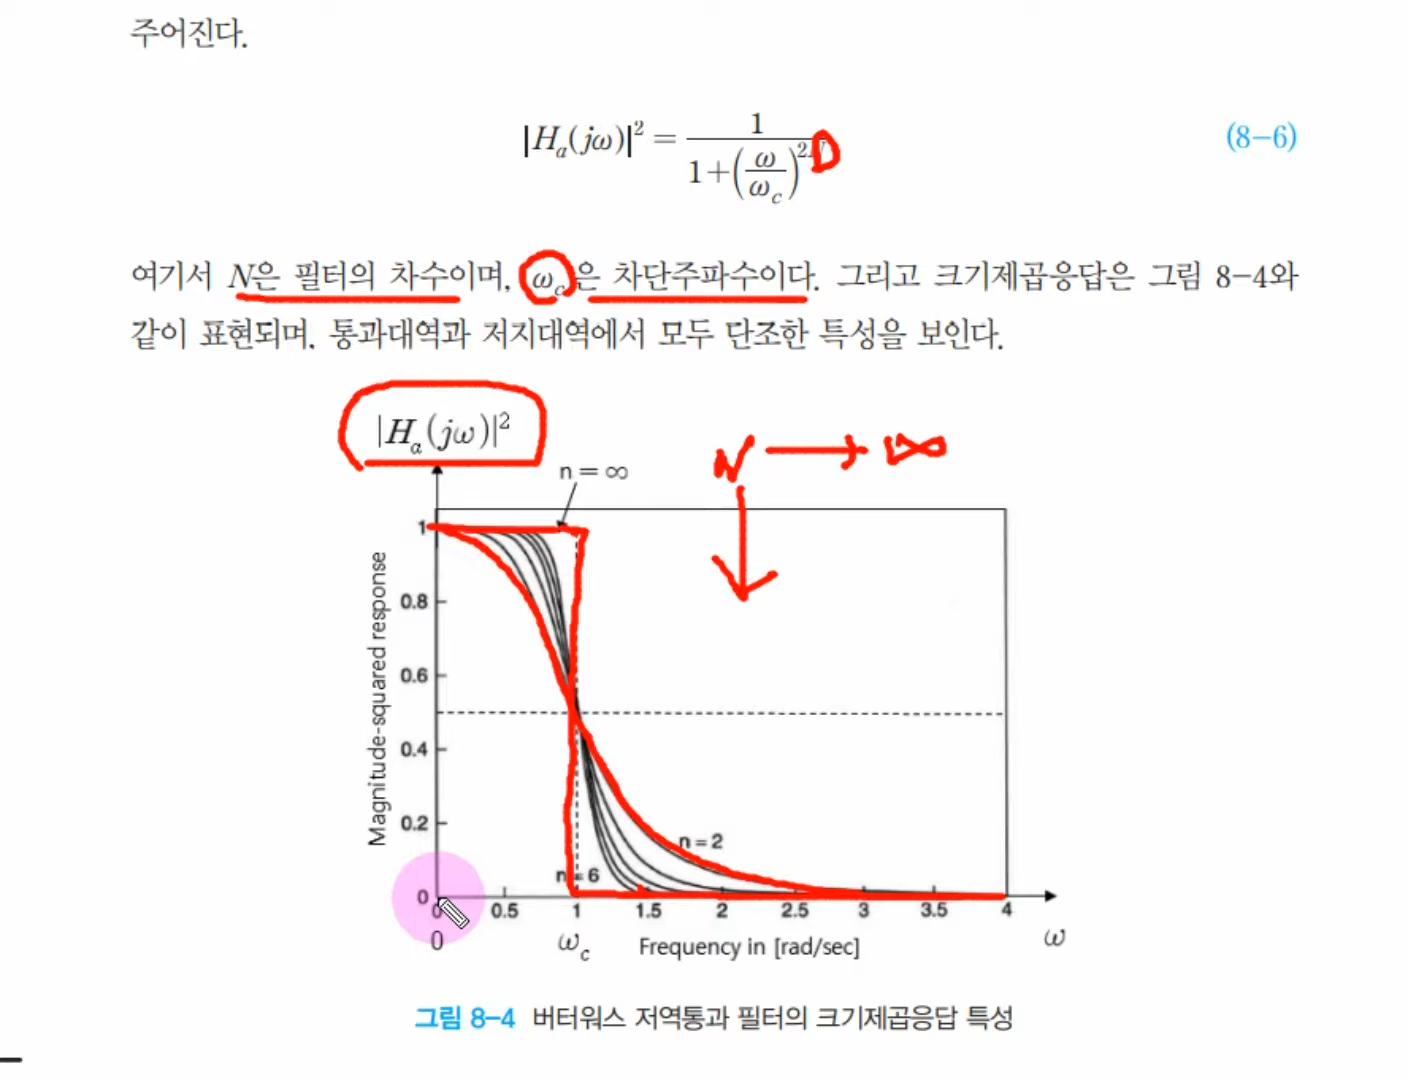 주어진다.
|Hₐ(jω)|² = 1 / (1+(ω/ω_c)^{2N}) (8-6)
여기서 N은 필터의 차수이며, ω_c은 차단주파수이다. 그리고 크기제곱응답은 그림 8-4와
같이 표현되며, 통과대역과 저지대역에서 모두 단조한 특성을 보인다.
|Hₐ(jω)|²
N → ∞
n = ∞
Magnitude-squared response
1
0.8
0.6
0.4
0.2
0
n = 2
n = 6
0 0.5 1 1.5 2 2.5 3 3.5 4
0 ω_c Frequency in [rad/sec] ω
그림 8-4 버터워스 저역통과 필터의 크기제곱응답 특성